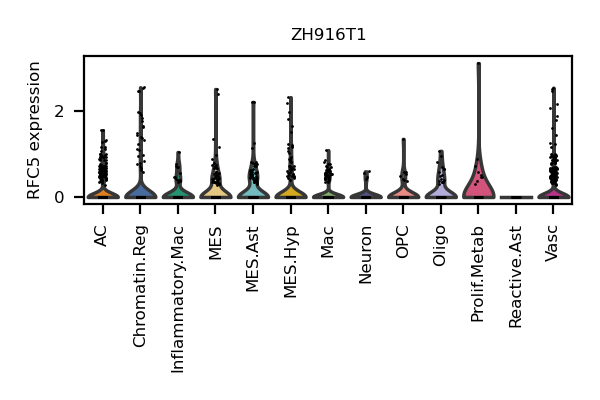 ZH916T1
RFC5 expression
2
0
AC
Chromatin.Reg
Inflammatory.Mac
MES
MES.Ast
MES.Hyp
Mac
Neuron
OPC
Oligo
Prolif.Metab
Reactive.Ast
Vasc